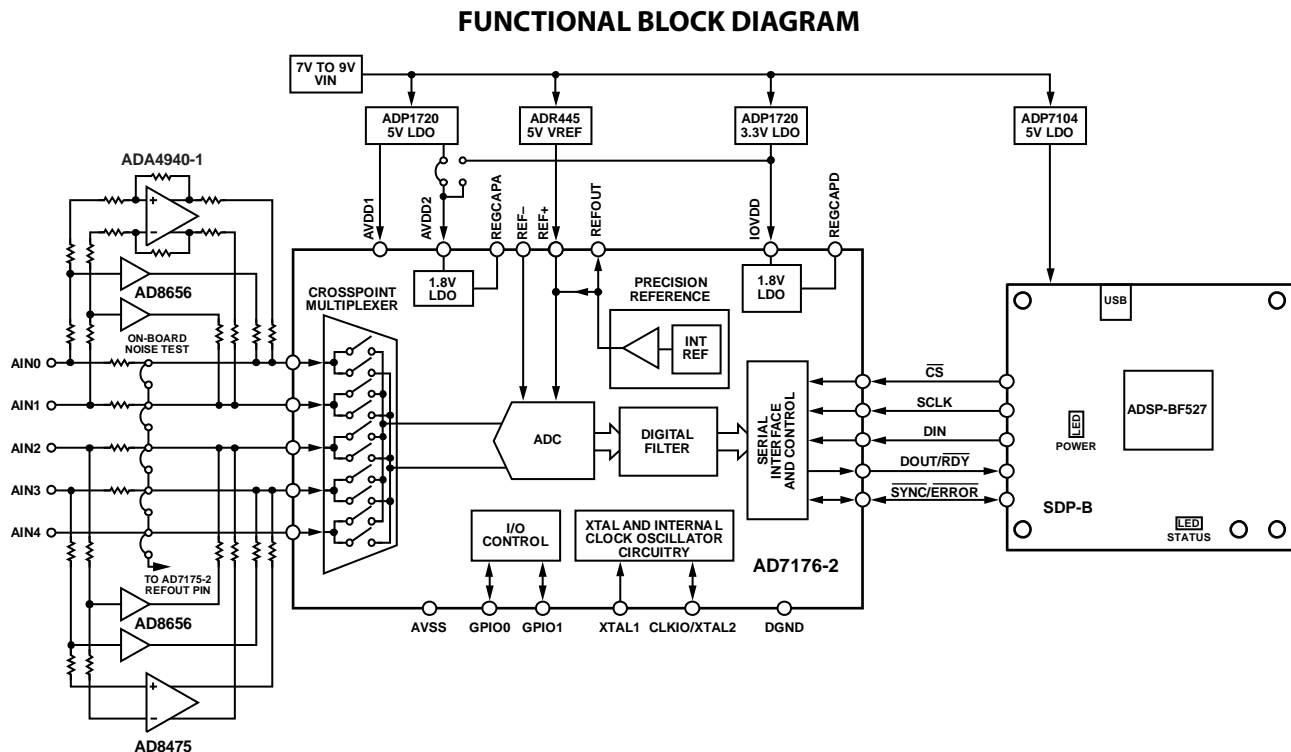 FUNCTIONAL BLOCK DIAGRAM
7V TO 9V
VIN
ADP1720
5V LDO
ADR445
5V VREF
ADP1720
3.3V LDO
ADP7104
5V LDO
ADA4940-1
AVDD1
AVDD2
REGCAPA
REF–
REF+
REFOUT
IOVDD
REGCAPD
1.8V
LDO
PRECISION
REFERENCE
1.8V
LDO
CROSSPOINT
MULTIPLEXER
INT
REF
AD8656
ON-BOARD
NOISE TEST
AIN0
AIN1
AIN2
AIN3
AIN4
ADC
DIGITAL
FILTER
SERIAL
INTERFACE
AND CONTROL
CS
SCLK
DIN
DOUT/RDY
SYNC/ERROR
USB
ADSP-BF527
LED
POWER
SDP-B
LED
STATUS
I/O
CONTROL
XTAL AND INTERNAL
CLOCK OSCILLATOR
CIRCUITRY
AD7176-2
TO AD7175-2
REFOUT PIN
AD8656
AVSS
GPIO0
GPIO1
XTAL1
CLKIO/XTAL2
DGND
+
–
+
–
AD8475